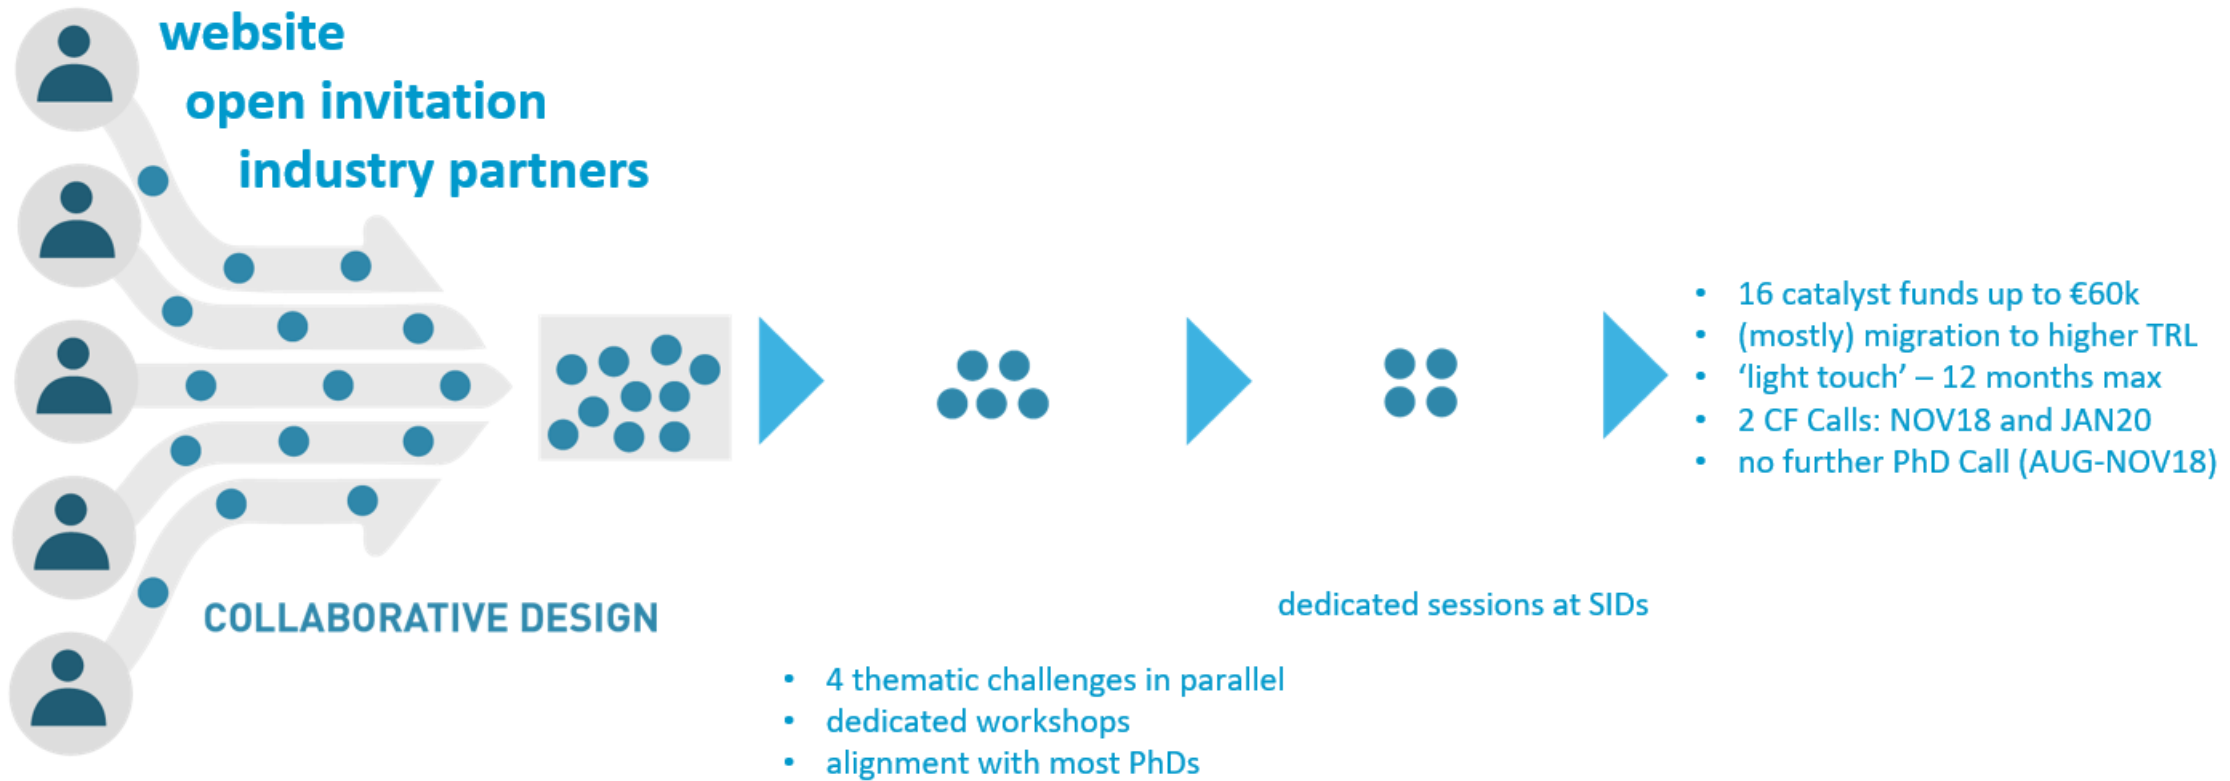 website
open invitation
industry partners
COLLABORATIVE DESIGN
• 4 thematic challenges in parallel
• dedicated workshops
• alignment with most PhDs
dedicated sessions at SIDs
• 16 catalyst funds up to €60k
• (mostly) migration to higher TRL
• ‘light touch’ – 12 months max
• 2 CF Calls: NOV18 and JAN20
• no further PhD Call (AUG-NOV18)